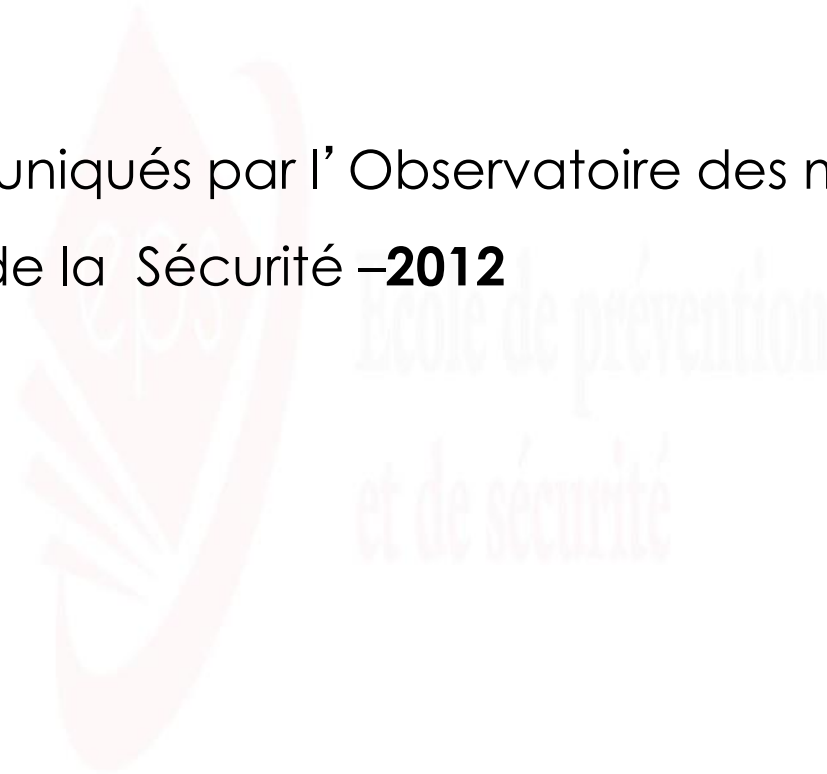 uniqués par l’ Observatoire des
de la Sécurité –2012
eps
Ecole de prévention
et de sécurité